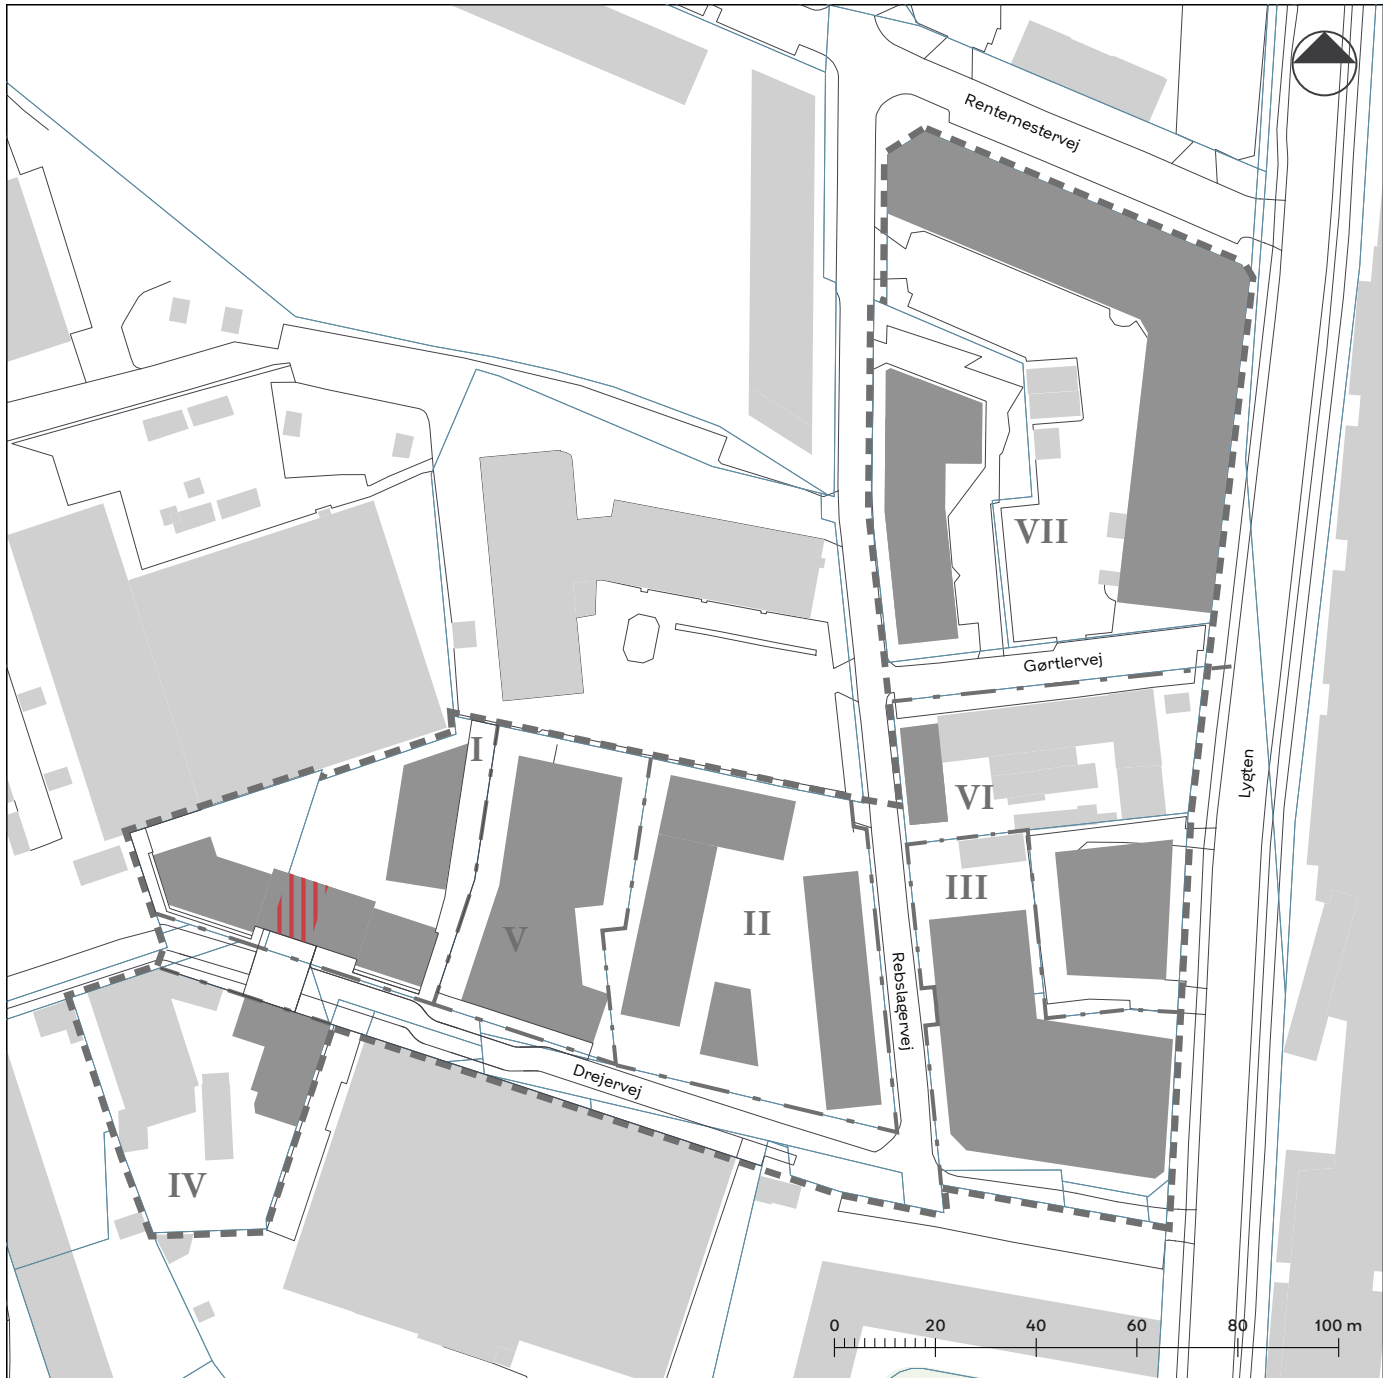 Rentemestervej
VII
Gørtlervej
I
Lygten
VI
III
II
V
Rebslagervej
Drejervej
IV
0 20 40 60 80 100 m